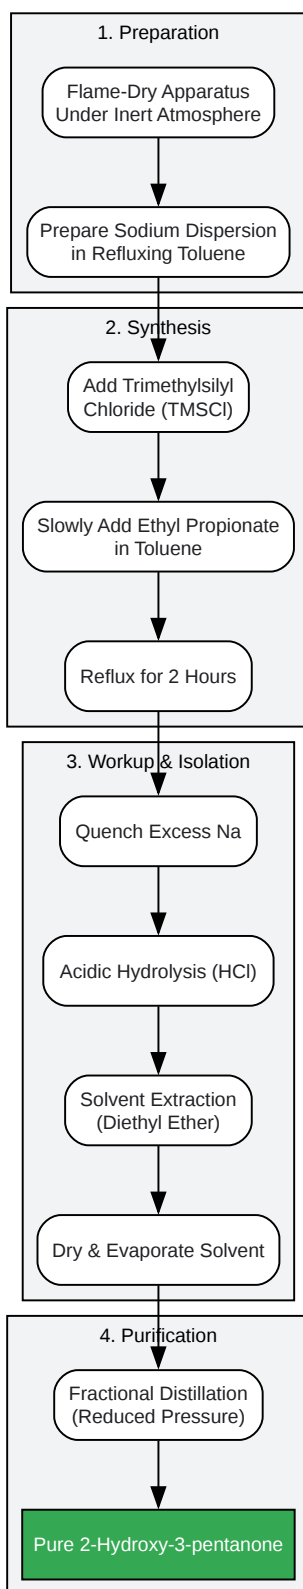 1. Preparation
Flame-Dry Apparatus
Under Inert Atmosphere
Prepare Sodium Dispersion
in Refluxing Toluene
2. Synthesis
Add Trimethylsilyl
Chloride (TMSCl)
Slowly Add Ethyl Propionate
in Toluene
Reflux for 2 Hours
3. Workup & Isolation
Quench Excess Na
Acidic Hydrolysis (HCl)
Solvent Extraction
(Diethyl Ether)
Dry & Evaporate Solvent
4. Purification
Fractional Distillation
(Reduced Pressure)
Pure 2-Hydroxy-3-pentanone